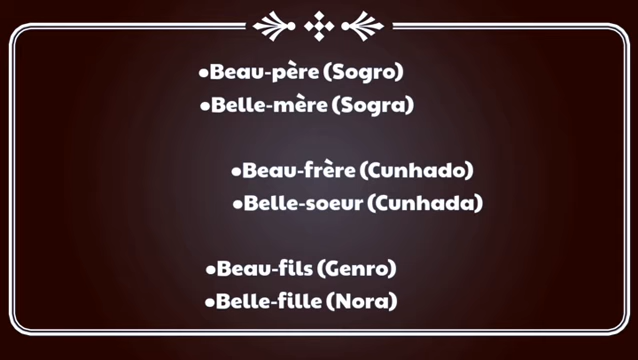 •Beau-père (Sogro)
•Belle-mère (Sogra)
•Beau-frère (Cunhado)
•Belle-soeur (Cunhada)
•Beau-fils (Genro)
•Belle-fille (Nora)